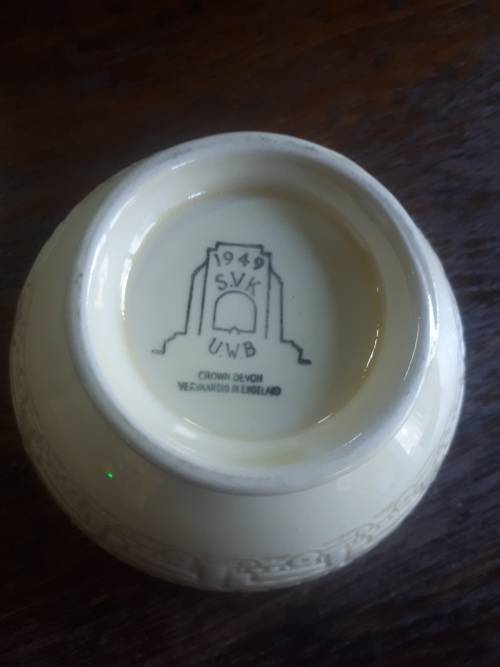 1949
S.V.K
U.W.B
CROWN DEVON
VERVAARDIG IN ENGELAND